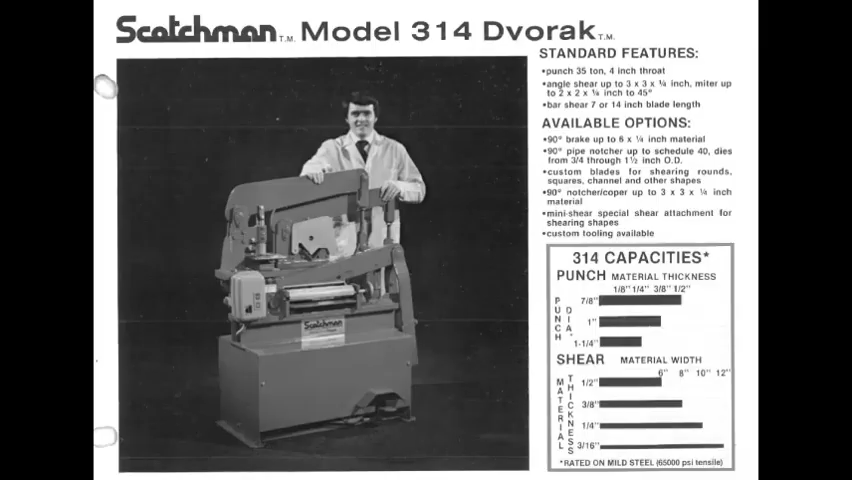 Scotchman T.M. Model 314 Dvorak T.M.
STANDARD FEATURES:
•punch 35 ton, 4 inch throat
•angle shear up to 3 x 3 x ¼ inch, miter up
to 2 x 2 x ¼ inch to 45°
•bar shear 7 or 14 inch blade length
AVAILABLE OPTIONS:
•90° brake up to 6 x ¼ inch material
•90° pipe notcher up to schedule 40, dies
from 3/4 through 1½ inch O.D.
•custom blades for shearing rounds,
squares, channel and other shapes
•90° notcher/coper up to 3 x 3 x ¼ inch
material
•mini-shear special shear attachment for
shearing shapes
•custom tooling available
314 CAPACITIES*
PUNCH MATERIAL THICKNESS
1/8" 1/4" 3/8" 1/2"
PUNCH DIA.
7/8"
1"
1-1/4"
SHEAR MATERIAL WIDTH
6" 8" 10" 12"
MATERIAL THICKNESS
1/2"
3/8"
1/4"
3/16"
*RATED ON MILD STEEL (65000 psi tensile)
Scotchman